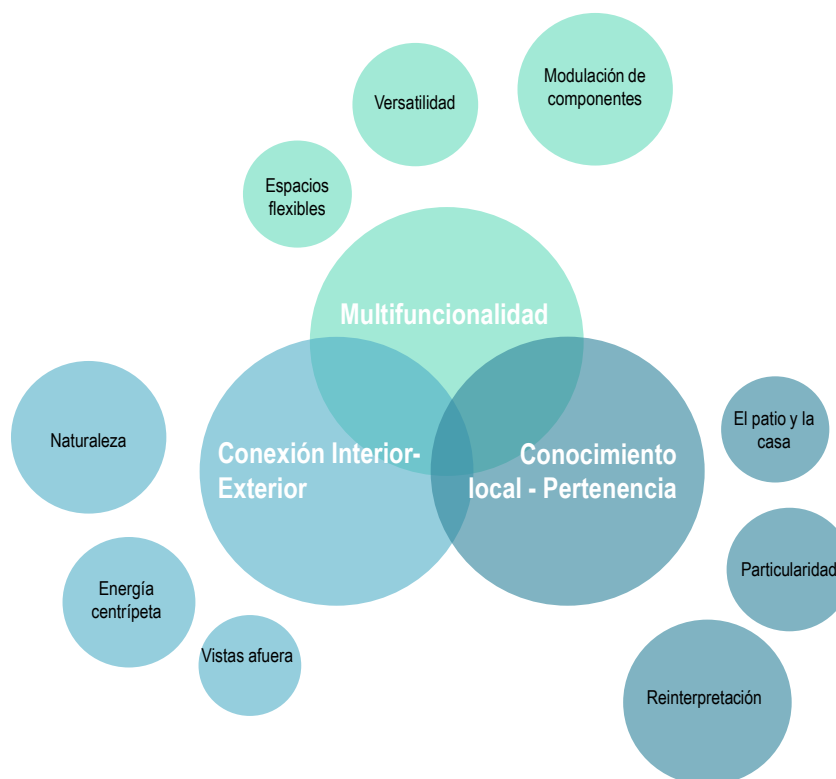 Modulación de
componentes
Versatilidad
Espacios
flexibles
Multifuncionalidad
Naturaleza
Conexión Interior-
Exterior
Conocimiento
local - Pertenencia
El patio y la
casa
Particularidad
Energía
centrípeta
Vistas afuera
Reinterpretación